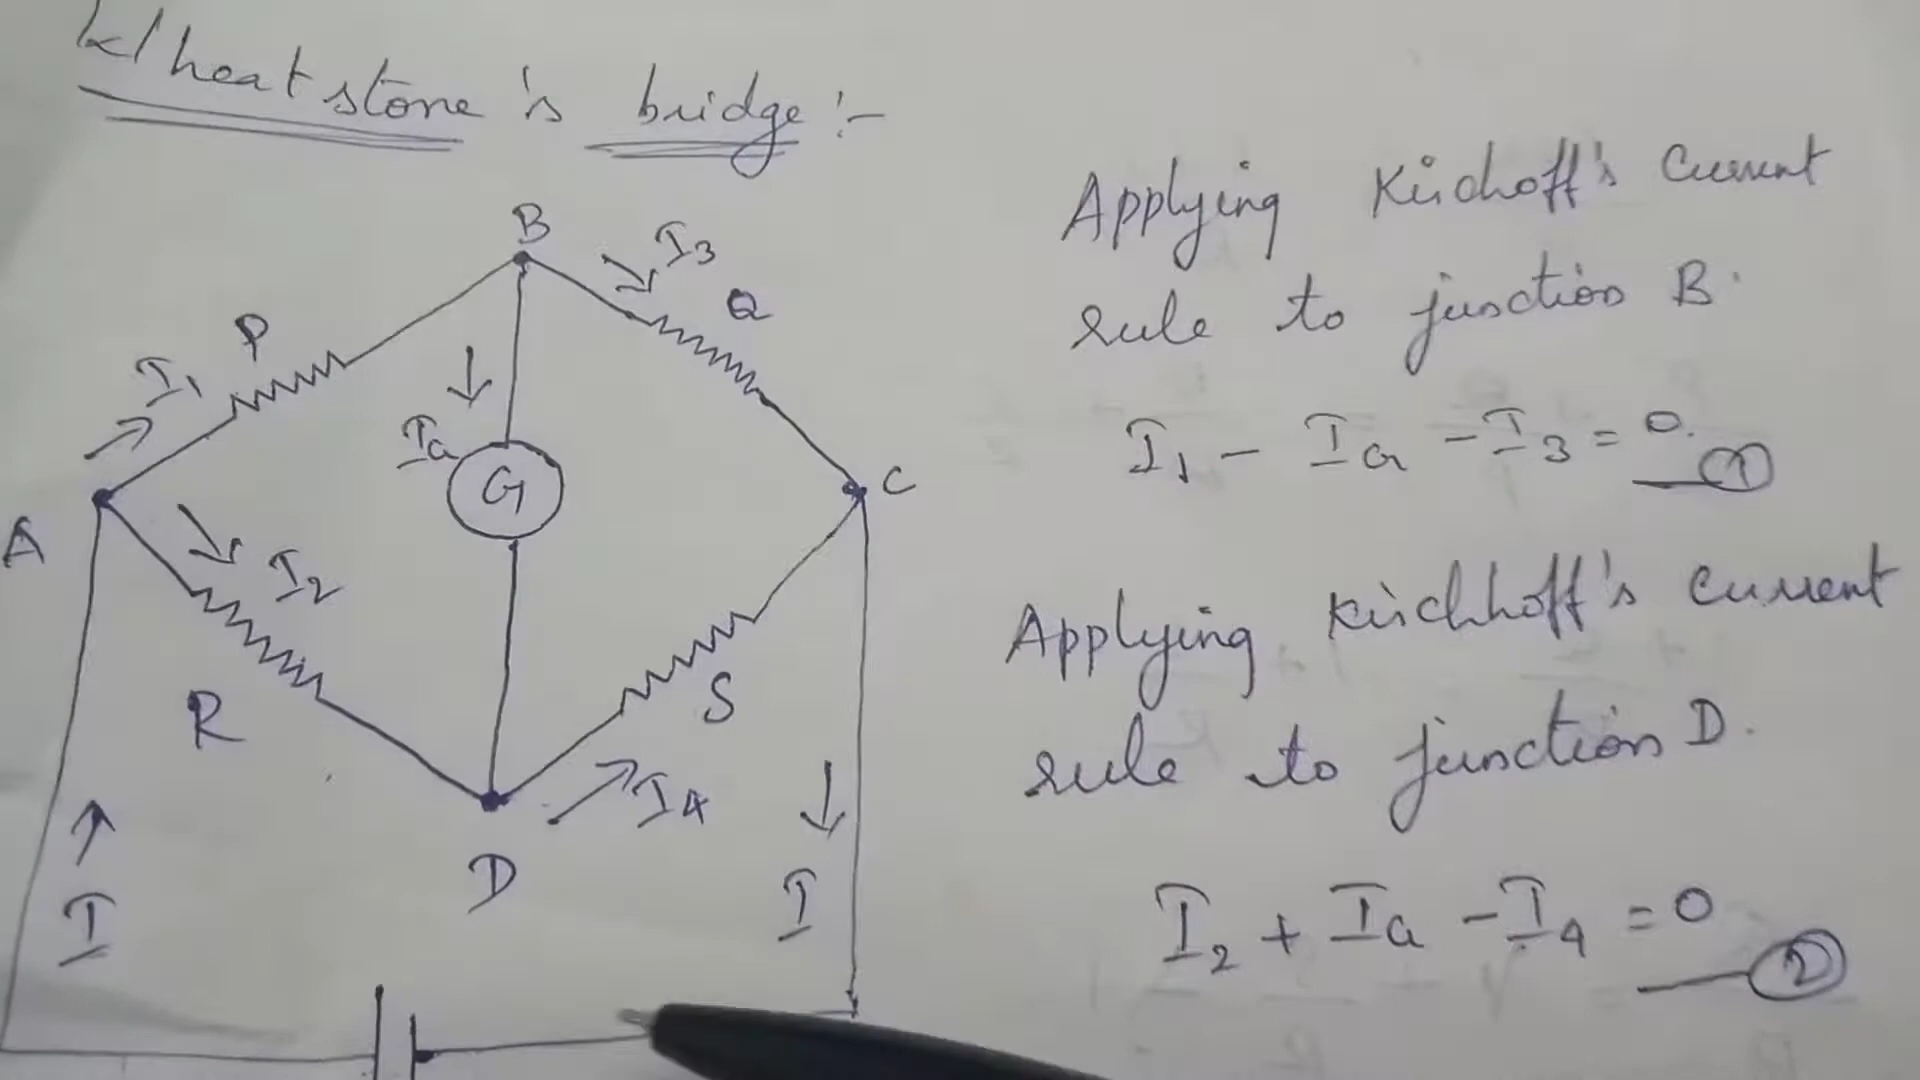 Wheatstone's bridge :-
B
I3
Q
P
I1
IG
G
C
A
I2
R
S
I4
D
I
I
Applying Kirchoff's Current
rule to junction B.
I1 - IG - I3 = 0. — 1
Applying Kirchhoff's Current
rule to junction D.
I2 + IG - I4 = 0 — 2